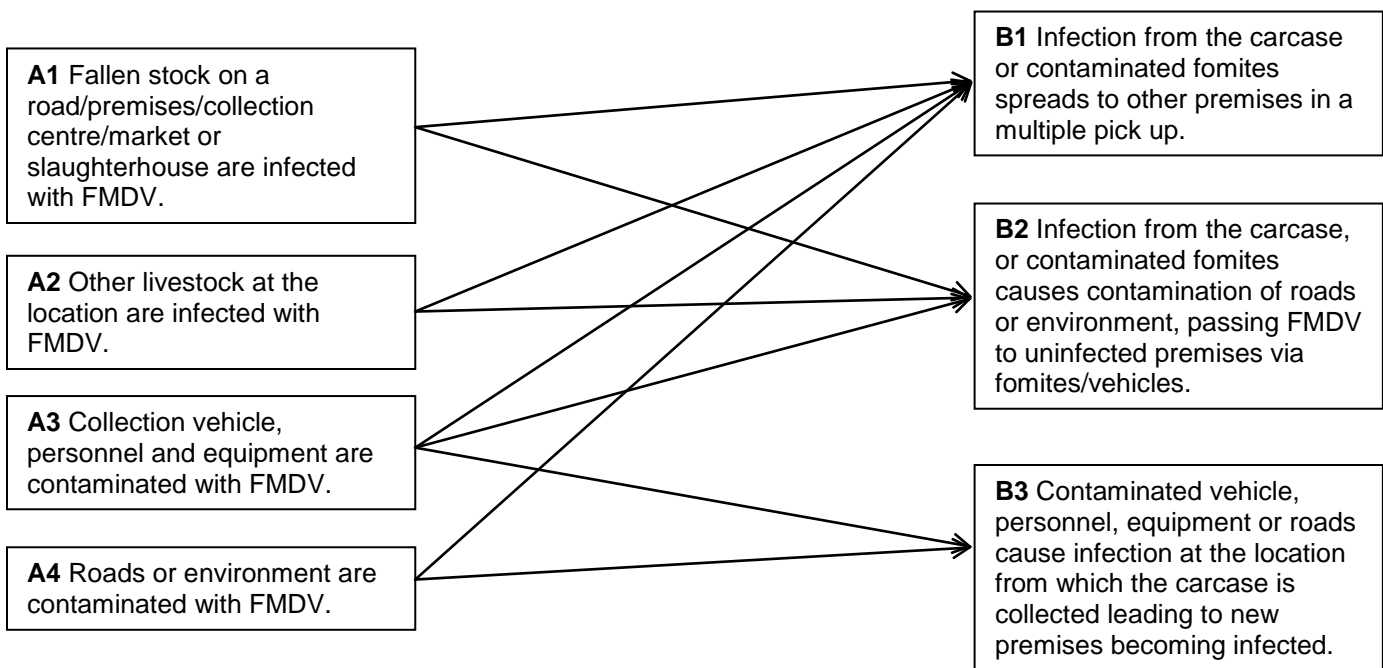 A1 Fallen stock on a
road/premises/collection
centre/market or
slaughterhouse are infected
with FMDV.
A2 Other livestock at the
location are infected with
FMDV.
A3 Collection vehicle,
personnel and equipment are
contaminated with FMDV.
A4 Roads or environment are
contaminated with FMDV.
B1 Infection from the carcase
or contaminated fomites
spreads to other premises in a
multiple pick up.
B2 Infection from the carcase,
or contaminated fomites
causes contamination of roads
or environment, passing FMDV
to uninfected premises via
fomites/vehicles.
B3 Contaminated vehicle,
personnel, equipment or roads
cause infection at the location
from which the carcase is
collected leading to new
premises becoming infected.